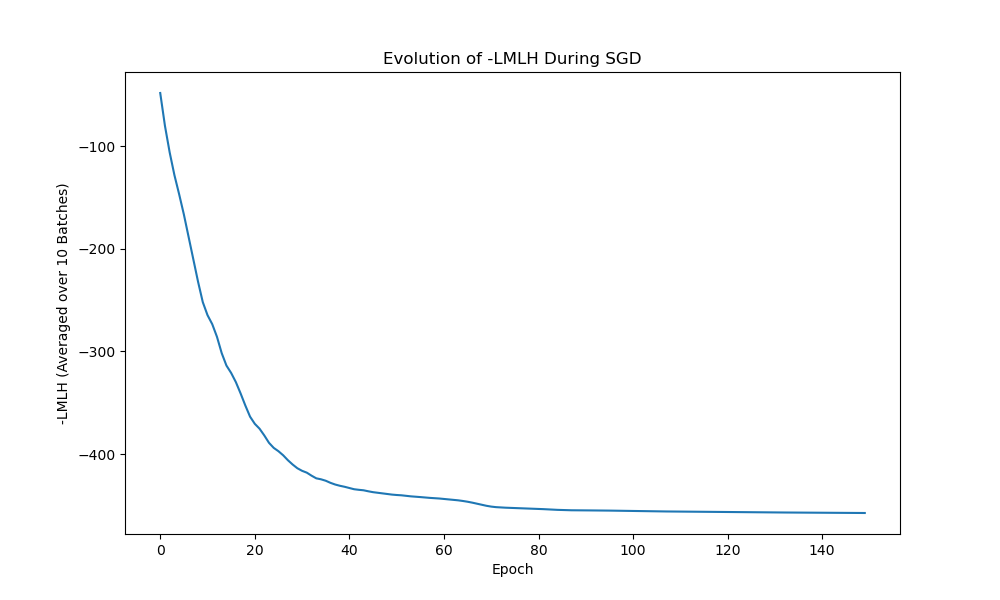 Evolution of -LMLH During SGD
-LMLH (Averaged over 10 Batches)
−100
−200
−300
−400
0 20 40 60 80 100 120 140
Epoch